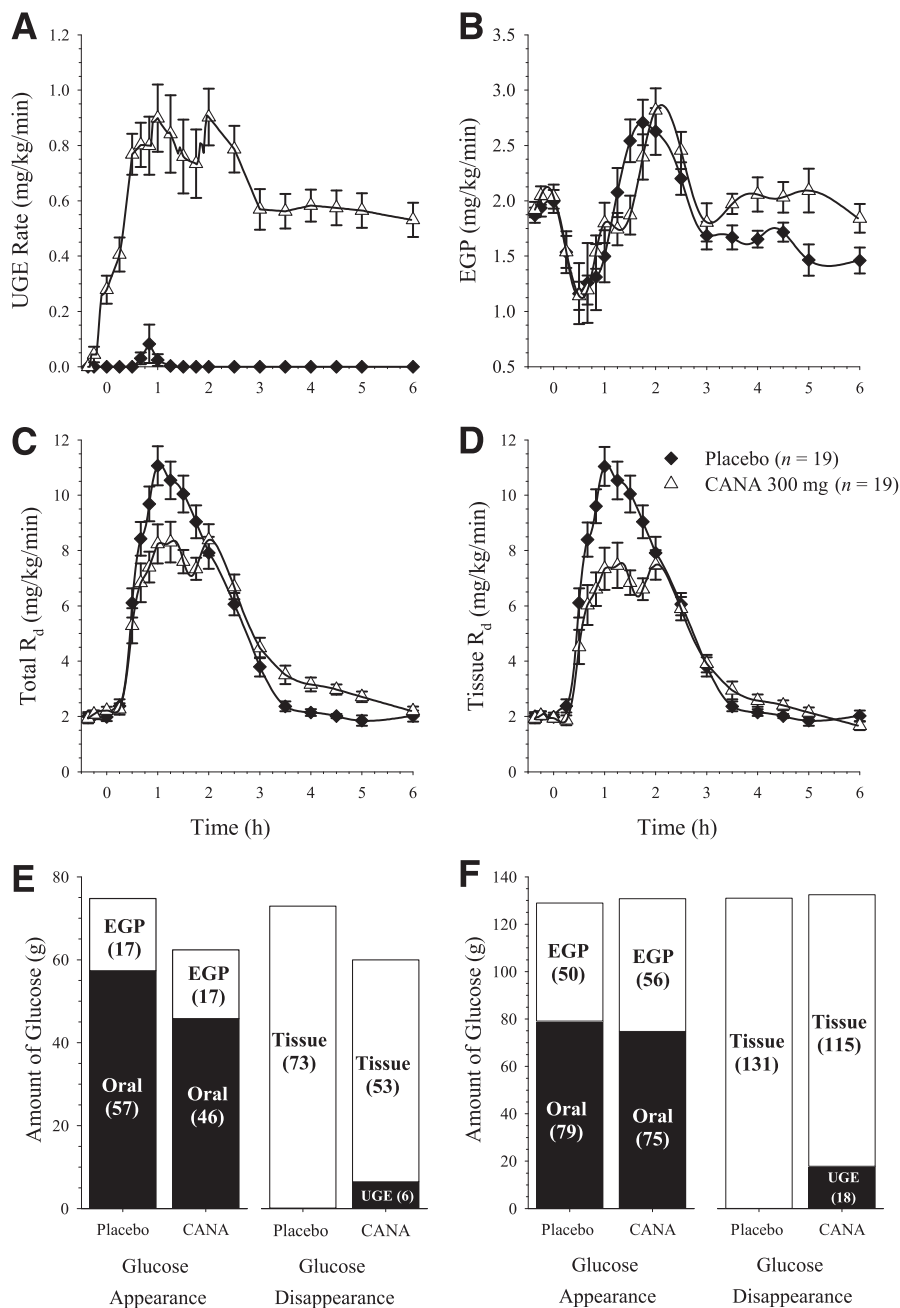 A
UGE Rate (mg/kg/min)
1.2
1.0
0.8
0.6
0.4
0.2
0.0
0 1 2 3 4 5 6
B
EGP (mg/kg/min)
3.5
3.0
2.5
2.0
1.5
1.0
0.5
0 1 2 3 4 5 6
C
Total Rd (mg/kg/min)
12
10
8
6
4
2
0
0 1 2 3 4 5 6
Time (h)
D
Tissue Rd (mg/kg/min)
12
10
8
6
4
2
0
Placebo (n = 19)
CANA 300 mg (n = 19)
0 1 2 3 4 5 6
Time (h)
E
Amount of Glucose (g)
80
60
40
20
0
EGP
(17)
Oral
(57)
EGP
(17)
Oral
(46)
Tissue
(73)
Tissue
(53)
UGE (6)
Placebo CANA Placebo CANA
Glucose
Appearance
Glucose
Disappearance
F
Amount of Glucose (g)
140
120
100
80
60
40
20
0
EGP
(50)
Oral
(79)
EGP
(56)
Oral
(75)
Tissue
(131)
Tissue
(115)
UGE
(18)
Placebo CANA Placebo CANA
Glucose
Appearance
Glucose
Disappearance